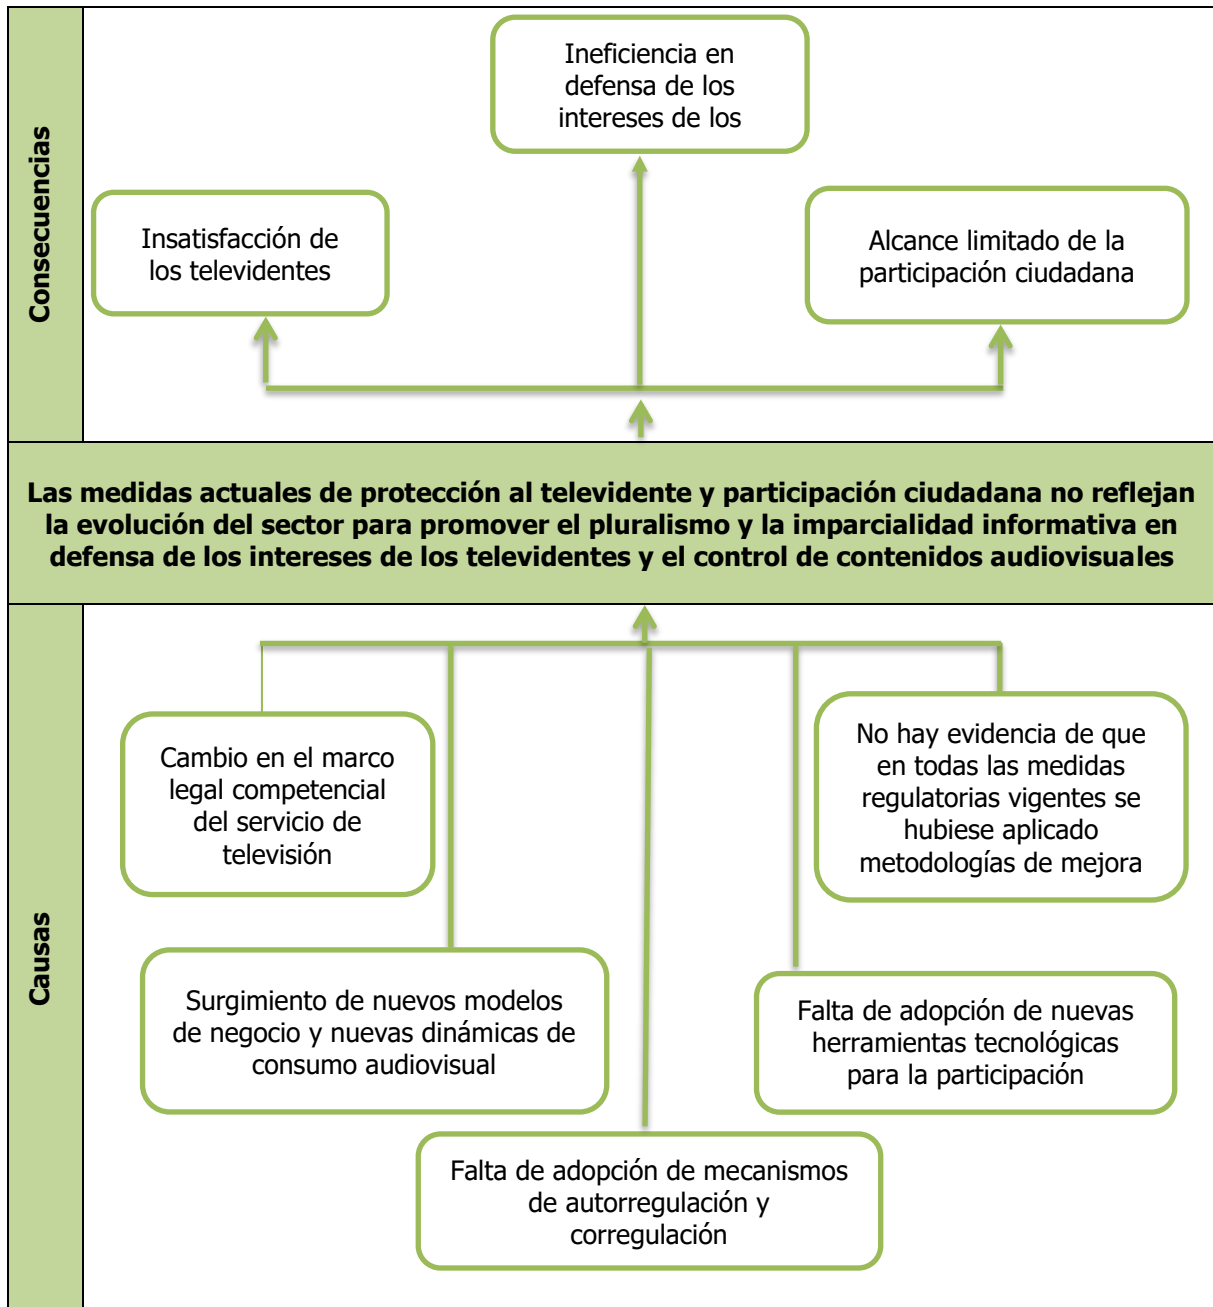 Consecuencias
Ineficiencia en
defensa de los
intereses de los
Insatisfacción de
los televidentes
Alcance limitado de la
participación ciudadana
Las medidas actuales de protección al televidente y participación ciudadana no reflejan
la evolución del sector para promover el pluralismo y la imparcialidad informativa en
defensa de los intereses de los televidentes y el control de contenidos audiovisuales
Causas
Cambio en el marco
legal competencial
del servicio de
televisión
No hay evidencia de que
en todas las medidas
regulatorias vigentes se
hubiese aplicado
metodologías de mejora
Surgimiento de nuevos modelos
de negocio y nuevas dinámicas de
consumo audiovisual
Falta de adopción de nuevas
herramientas tecnológicas
para la participación
Falta de adopción de mecanismos
de autorregulación y
corregulación